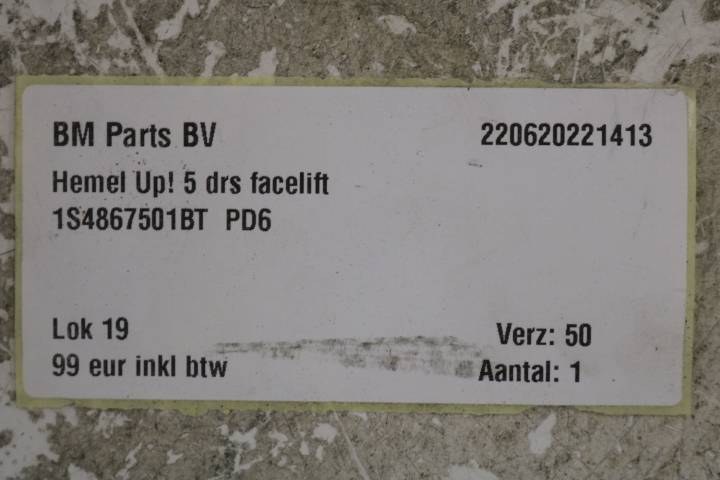 BM Parts BV 220620221413
Hemel Up! 5 drs facelift
1S4867501BT PD6
Lok 19 Verz: 50
99 eur inkl btw Aantal: 1